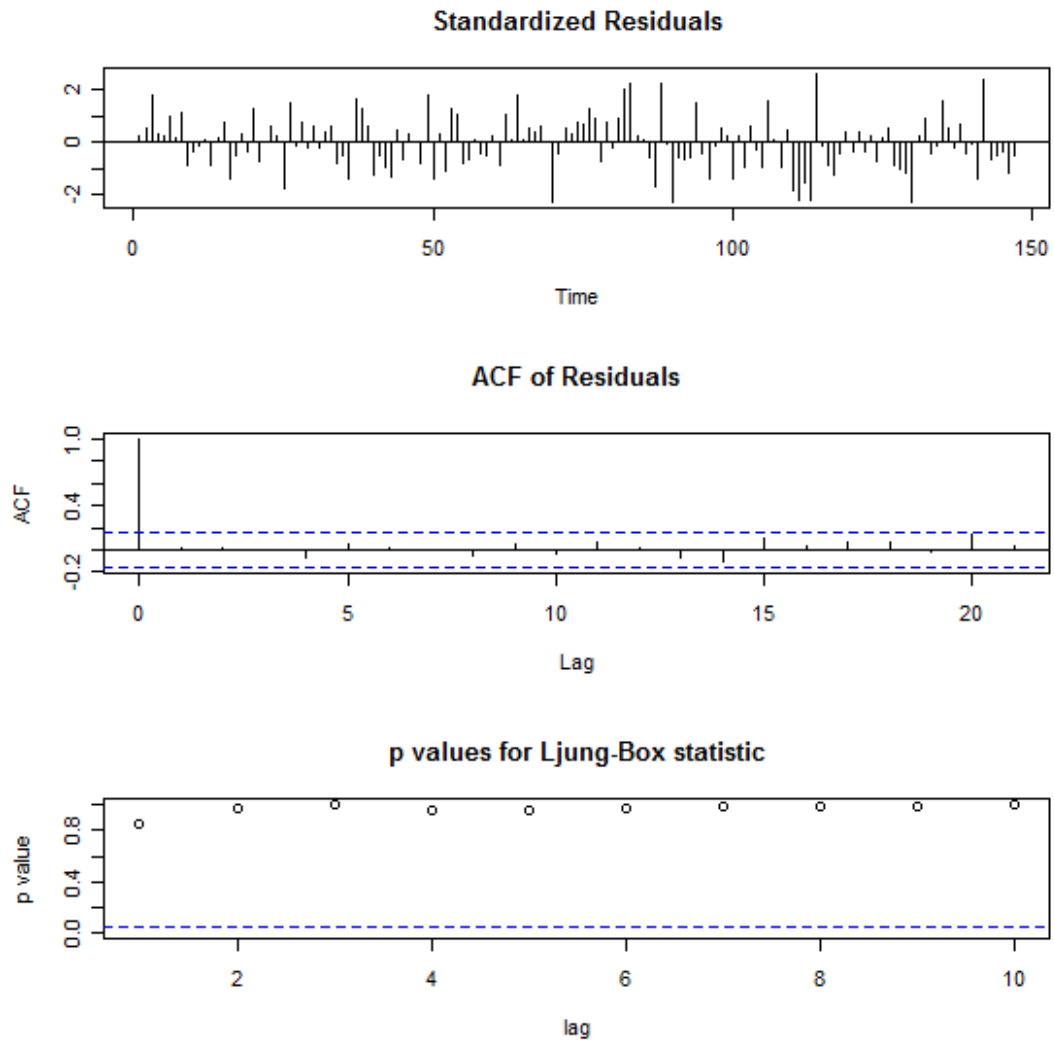 Standardized Residuals
2
0
-2
0 50 100 150
Time
ACF of Residuals
1.0
0.4
-0.2
ACF
0 5 10 15 20
Lag
p values for Ljung-Box statistic
0.8
0.4
0.0
p value
2 4 6 8 10
lag